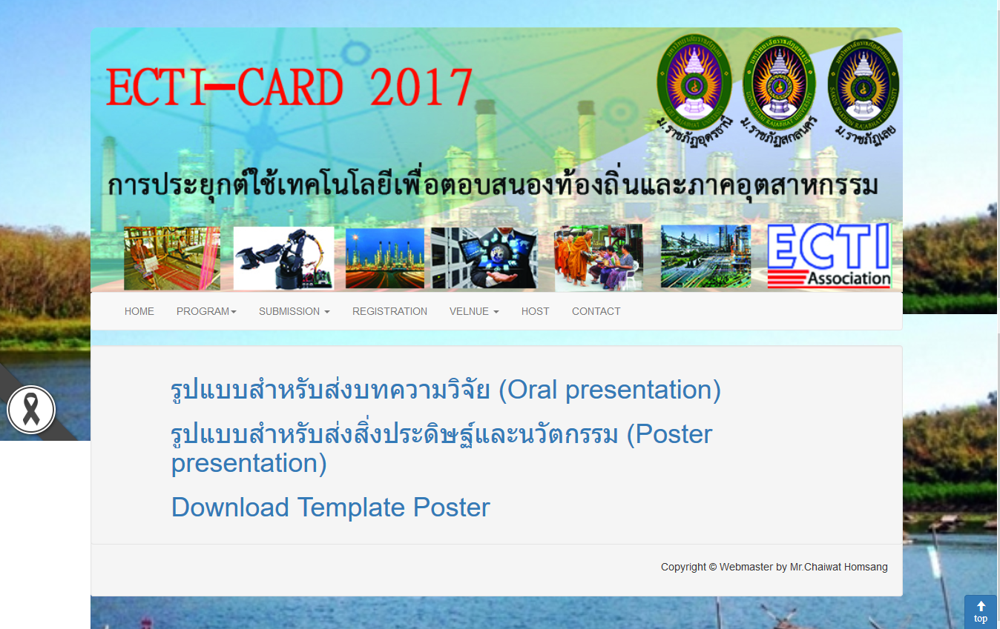 ECTI-CARD 2017
ม.ราชภัฏอุดรธานี
ม.ราชภัฏสกลนคร
ม.ราชภัฏเลย
การประยุกต์ใช้เทคโนโลยีเพื่อตอบสนองท้องถิ่นและภาคอุตสาหกรรม
ECTI
Association
HOME PROGRAM SUBMISSION REGISTRATION VELNUE HOST CONTACT
รูปแบบสำหรับส่งบทความวิจัย (Oral presentation)
รูปแบบสำหรับส่งสิ่งประดิษฐ์และนวัตกรรม (Poster
presentation)
Download Template Poster
Copyright © Webmaster by Mr.Chaiwat Homsang
top